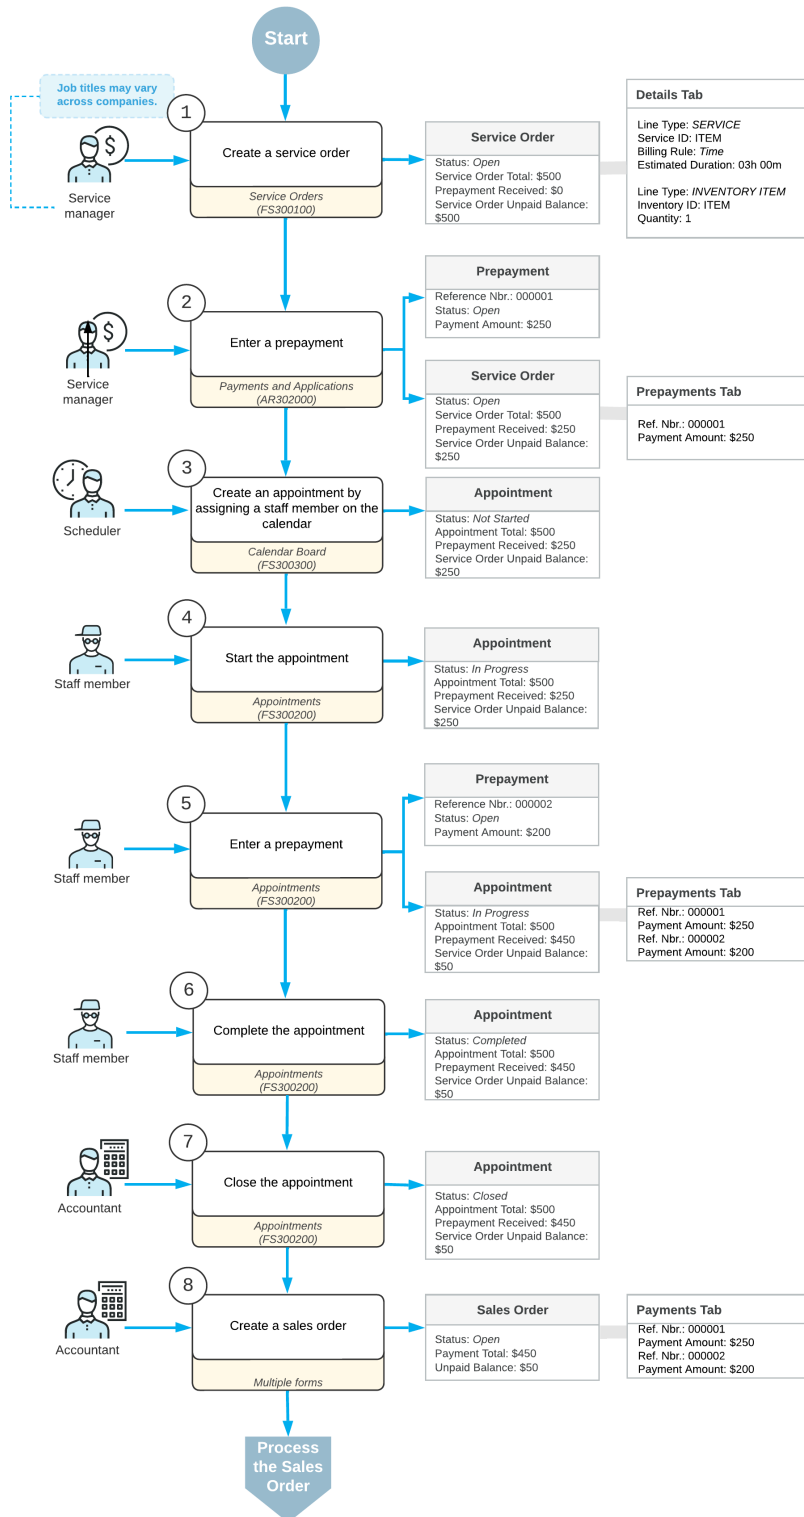 Start
Job titles may vary
across companies.
1
Service
manager
$
Create a service order
Service Orders
(FS300100)
Service Order
Status: Open
Service Order Total: $500
Prepayment Received: $0
Service Order Unpaid Balance:
$500
Details Tab
Line Type: SERVICE
Service ID: ITEM
Billing Rule: Time
Estimated Duration: 03h 00m
Line Type: INVENTORY ITEM
Inventory ID: ITEM
Quantity: 1
2
$
Service
manager
Enter a prepayment
Payments and Applications
(AR302000)
Prepayment
Reference Nbr.: 000001
Status: Open
Payment Amount: $250
Service Order
Status: Open
Service Order Total: $500
Prepayment Received: $250
Service Order Unpaid Balance:
$250
Prepayments Tab
Ref. Nbr.: 000001
Payment Amount: $250
3
Scheduler
Create an appointment by
assigning a staff member on the
calendar
Calendar Board
(FS300300)
Appointment
Status: Not Started
Appointment Total: $500
Prepayment Received: $250
Service Order Unpaid Balance:
$250
4
Staff member
Start the appointment
Appointments
(FS300200)
Appointment
Status: In Progress
Appointment Total: $500
Prepayment Received: $250
Service Order Unpaid Balance:
$250
5
Staff member
Enter a prepayment
Appointments
(FS300200)
Prepayment
Reference Nbr.: 000002
Status: Open
Payment Amount: $200
Appointment
Status: In Progress
Appointment Total: $500
Prepayment Received: $450
Service Order Unpaid Balance:
$50
Prepayments Tab
Ref. Nbr.: 000001
Payment Amount: $250
Ref. Nbr.: 000002
Payment Amount: $200
6
Staff member
Complete the appointment
Appointments
(FS300200)
Appointment
Status: Completed
Appointment Total: $500
Prepayment Received: $450
Service Order Unpaid Balance:
$50
7
Accountant
Close the appointment
Appointments
(FS300200)
Appointment
Status: Closed
Appointment Total: $500
Prepayment Received: $450
Service Order Unpaid Balance:
$50
8
Accountant
Create a sales order
Multiple forms
Sales Order
Status: Open
Payment Total: $450
Unpaid Balance: $50
Payments Tab
Ref. Nbr.: 000001
Payment Amount: $250
Ref. Nbr.: 000002
Payment Amount: $200
Process
the Sales
Order